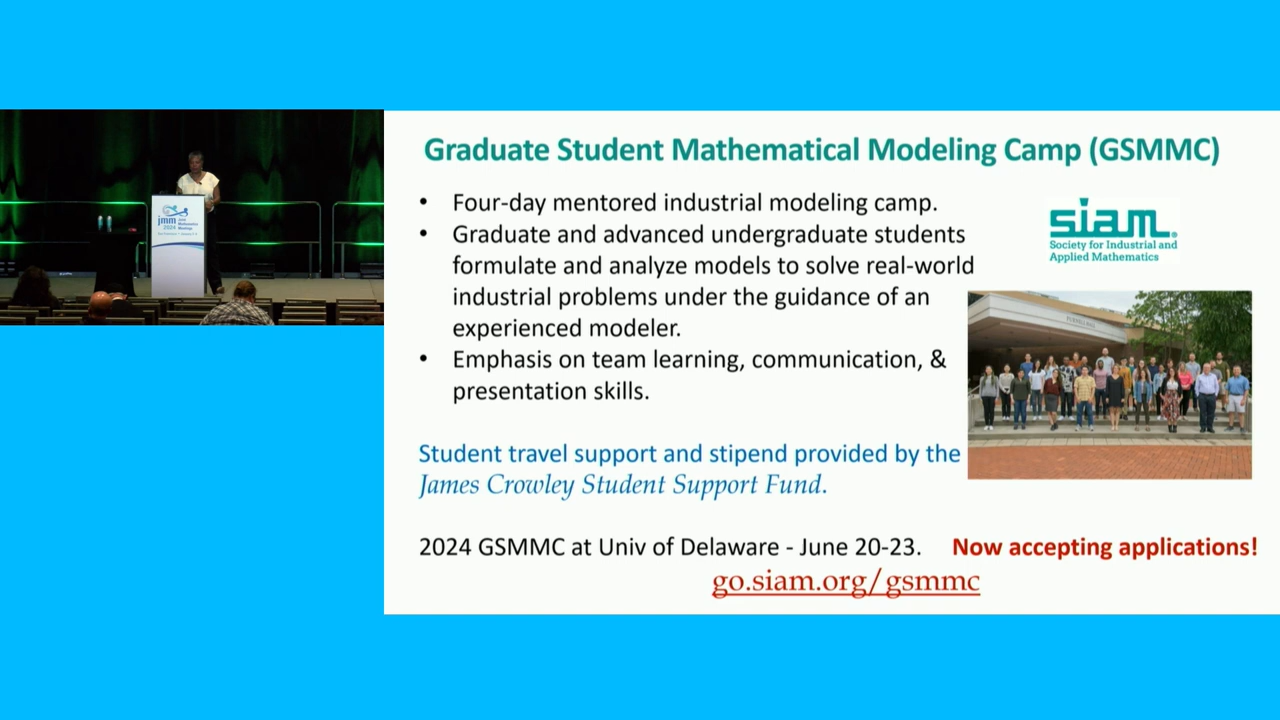 Graduate Student Mathematical Modeling Camp (GSMMC)
• Four-day mentored industrial modeling camp.
• Graduate and advanced undergraduate students
formulate and analyze models to solve real-world
industrial problems under the guidance of an
experienced modeler.
• Emphasis on team learning, communication, &
presentation skills.
siam®
Society for Industrial and
Applied Mathematics
Student travel support and stipend provided by the
James Crowley Student Support Fund.
2024 GSMMC at Univ of Delaware - June 20-23. Now accepting applications!
go.siam.org/gsmmc
jmm
2024